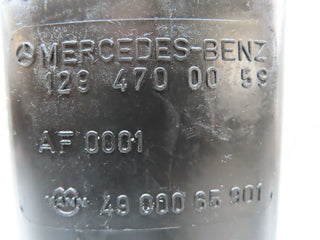 MERCEDES-BENZ
129 470 00 59
AF 0001
49 000 65 901